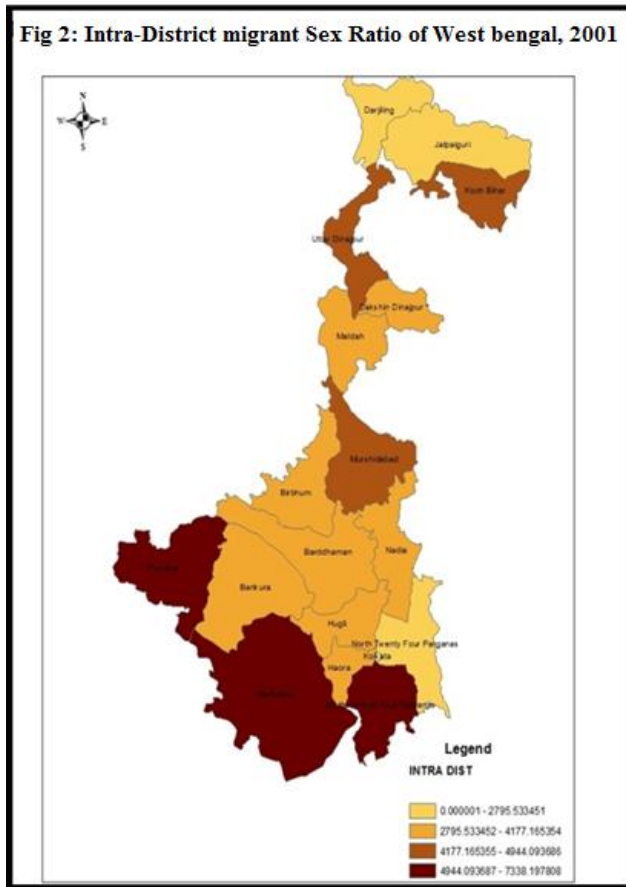 Fig 2: Intra-District migrant Sex Ratio of West bengal, 2001
N
W E
S
Darjiling
Jalpaiguri
Koch Bihar
Uttar Dinajpur
Dakshin Dinajpur *
Maldah
Murshidabad
Birbhum
Barddhaman
Nadia
Bankura
Hugli
North Twenty Four Parganas
Kolkata
Haora
Legend
INTRA DIST
0.000001 - 2795.533451
2795.533452 - 4177.165354
4177.165355 - 4944.093686
4944.093687 - 7338.197808